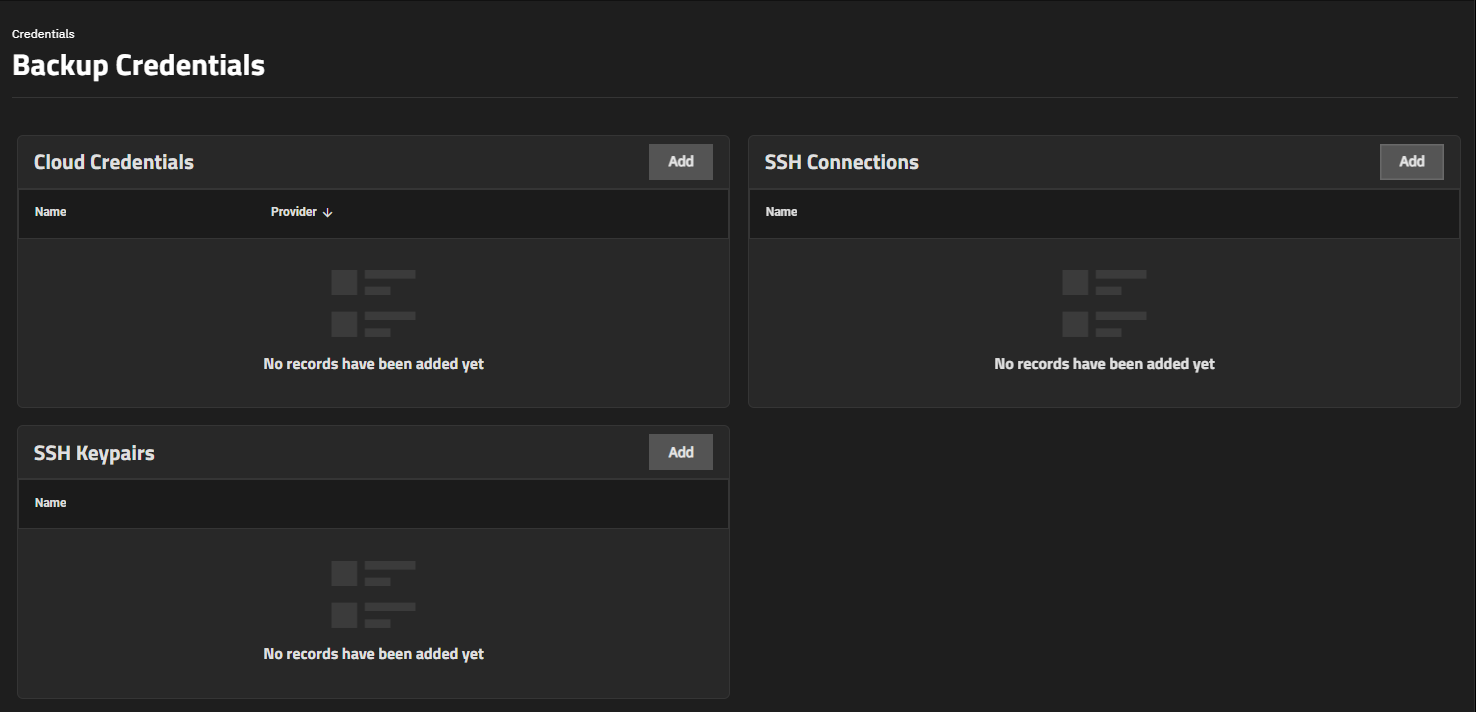 Credentials
Backup Credentials
Cloud Credentials
Add
Name
Provider
No records have been added yet
SSH Connections
Add
Name
No records have been added yet
SSH Keypairs
Add
Name
No records have been added yet